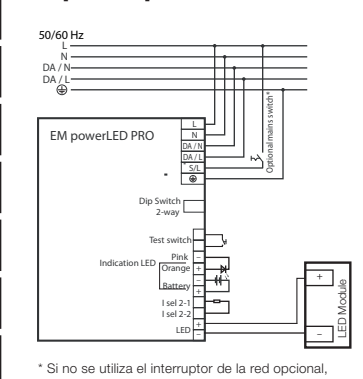 50/60 Hz
L
N
DA / N
DA / L
EM powerLED PRO
L
N
DA / N
DA / L
* S/L
*
Optional mains switch*
Dip Switch
2-way
Test switch
Indication LED
Pink –
Orange +
–
Battery +
I sel 2-1
I sel 2-2
LED +
–
+
–
LED Module
* Si no se utiliza el interruptor de la red opcional,